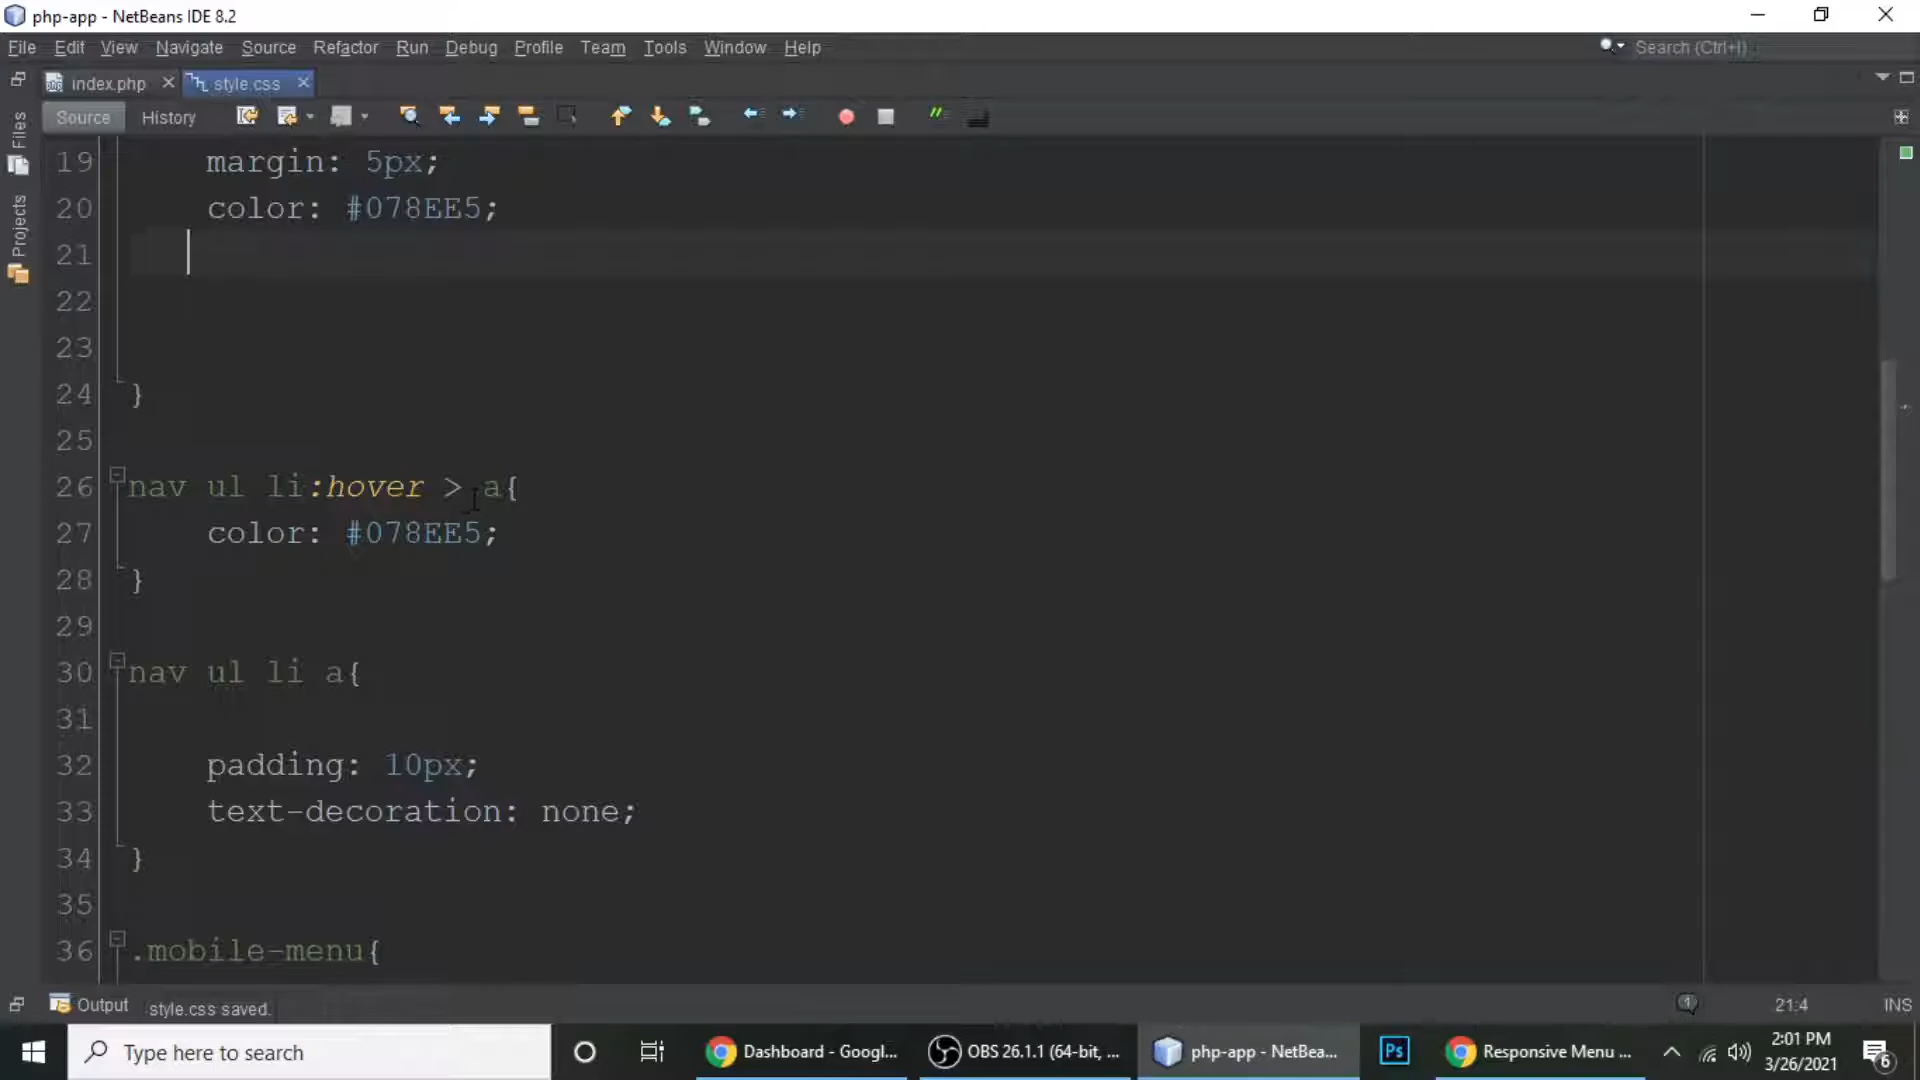 php-app - NetBeans IDE 8.2
File Edit View Navigate Source Refactor Run Debug Profile Team Tools Window Help
Search (Ctrl+I)
index.php
style.css
Source History
Files
Projects
19 margin: 5px;
20 color: #078EE5;
21
22
23
24 }
25
26 nav ul li:hover > a{
27 color: #078EE5;
28 }
29
30 nav ul li a{
31
32 padding: 10px;
33 text-decoration: none;
34 }
35
36 .mobile-menu{
Output style.css saved.
1 21:4 INS
Type here to search
Dashboard - Googl...
OBS 26.1.1 (64-bit, ...
php-app - NetBea...
Ps
Responsive Menu ...
2:01 PM
3/26/2021
6